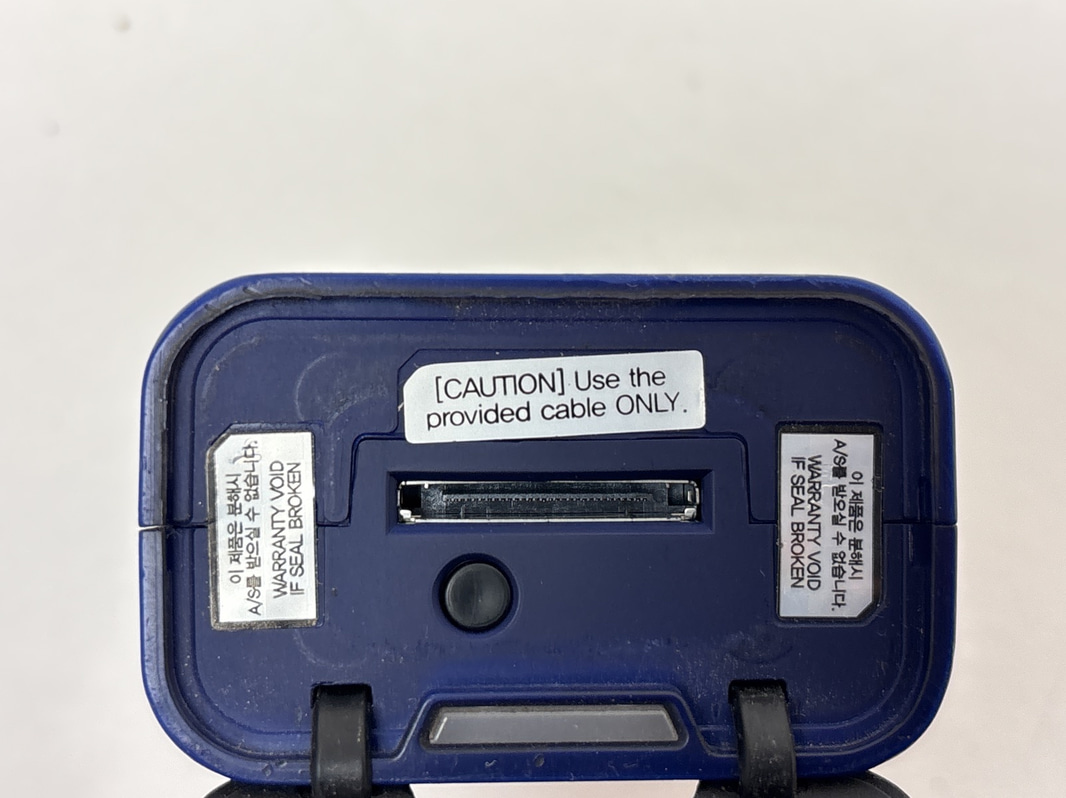 [CAUTION] Use the
provided cable ONLY.
이 제품은 분해시
A/S를 받으실 수 없습니다.
WARRANTY VOID
IF SEAL BROKEN
이 제품은 분해시
A/S를 받으실 수 없습니다.
WARRANTY VOID
IF SEAL BROKEN